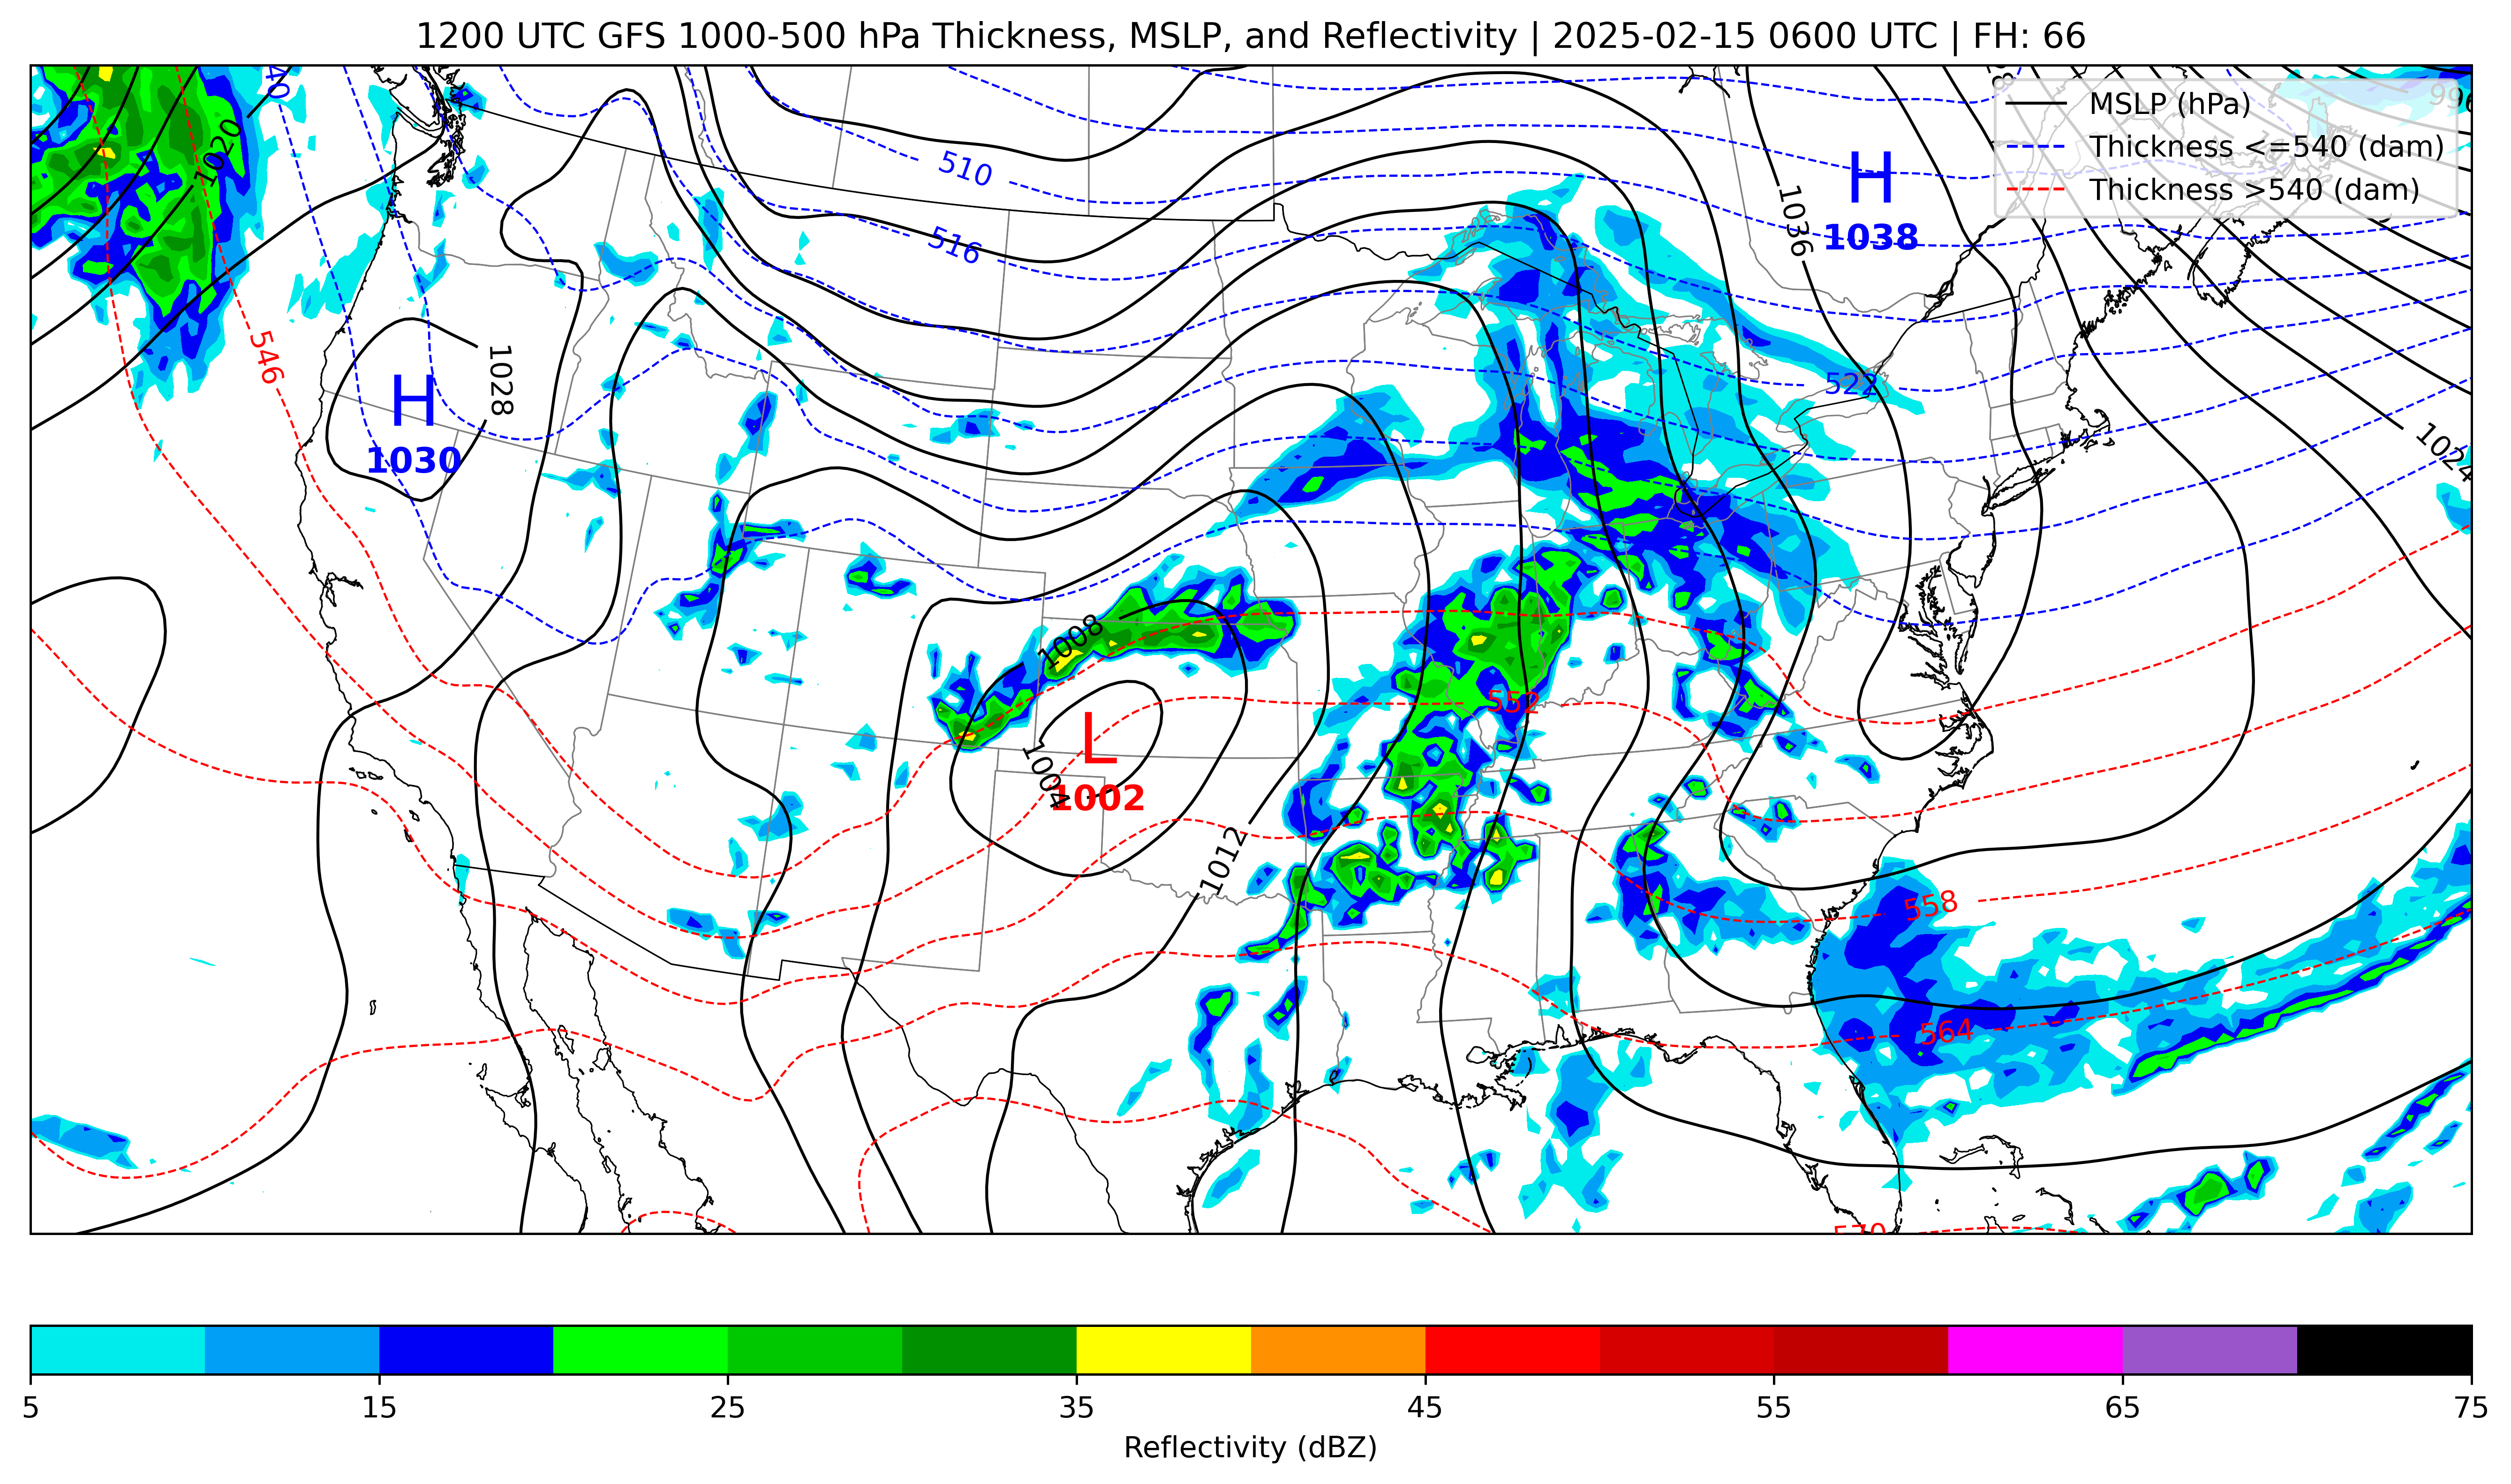 1200 UTC GFS 1000-500 hPa Thickness, MSLP, and Reflectivity | 2025-02-15 0600 UTC | FH: 66
MSLP (hPa)
Thickness <=540 (dam)
Thickness >540 (dam)
996
1020
510
H
1038
1036
516
546
1028
H
1030
522
1024
1008
552
L
1004
1002
1012
558
564
570
5 15 25 35 45 55 65 75
Reflectivity (dBZ)